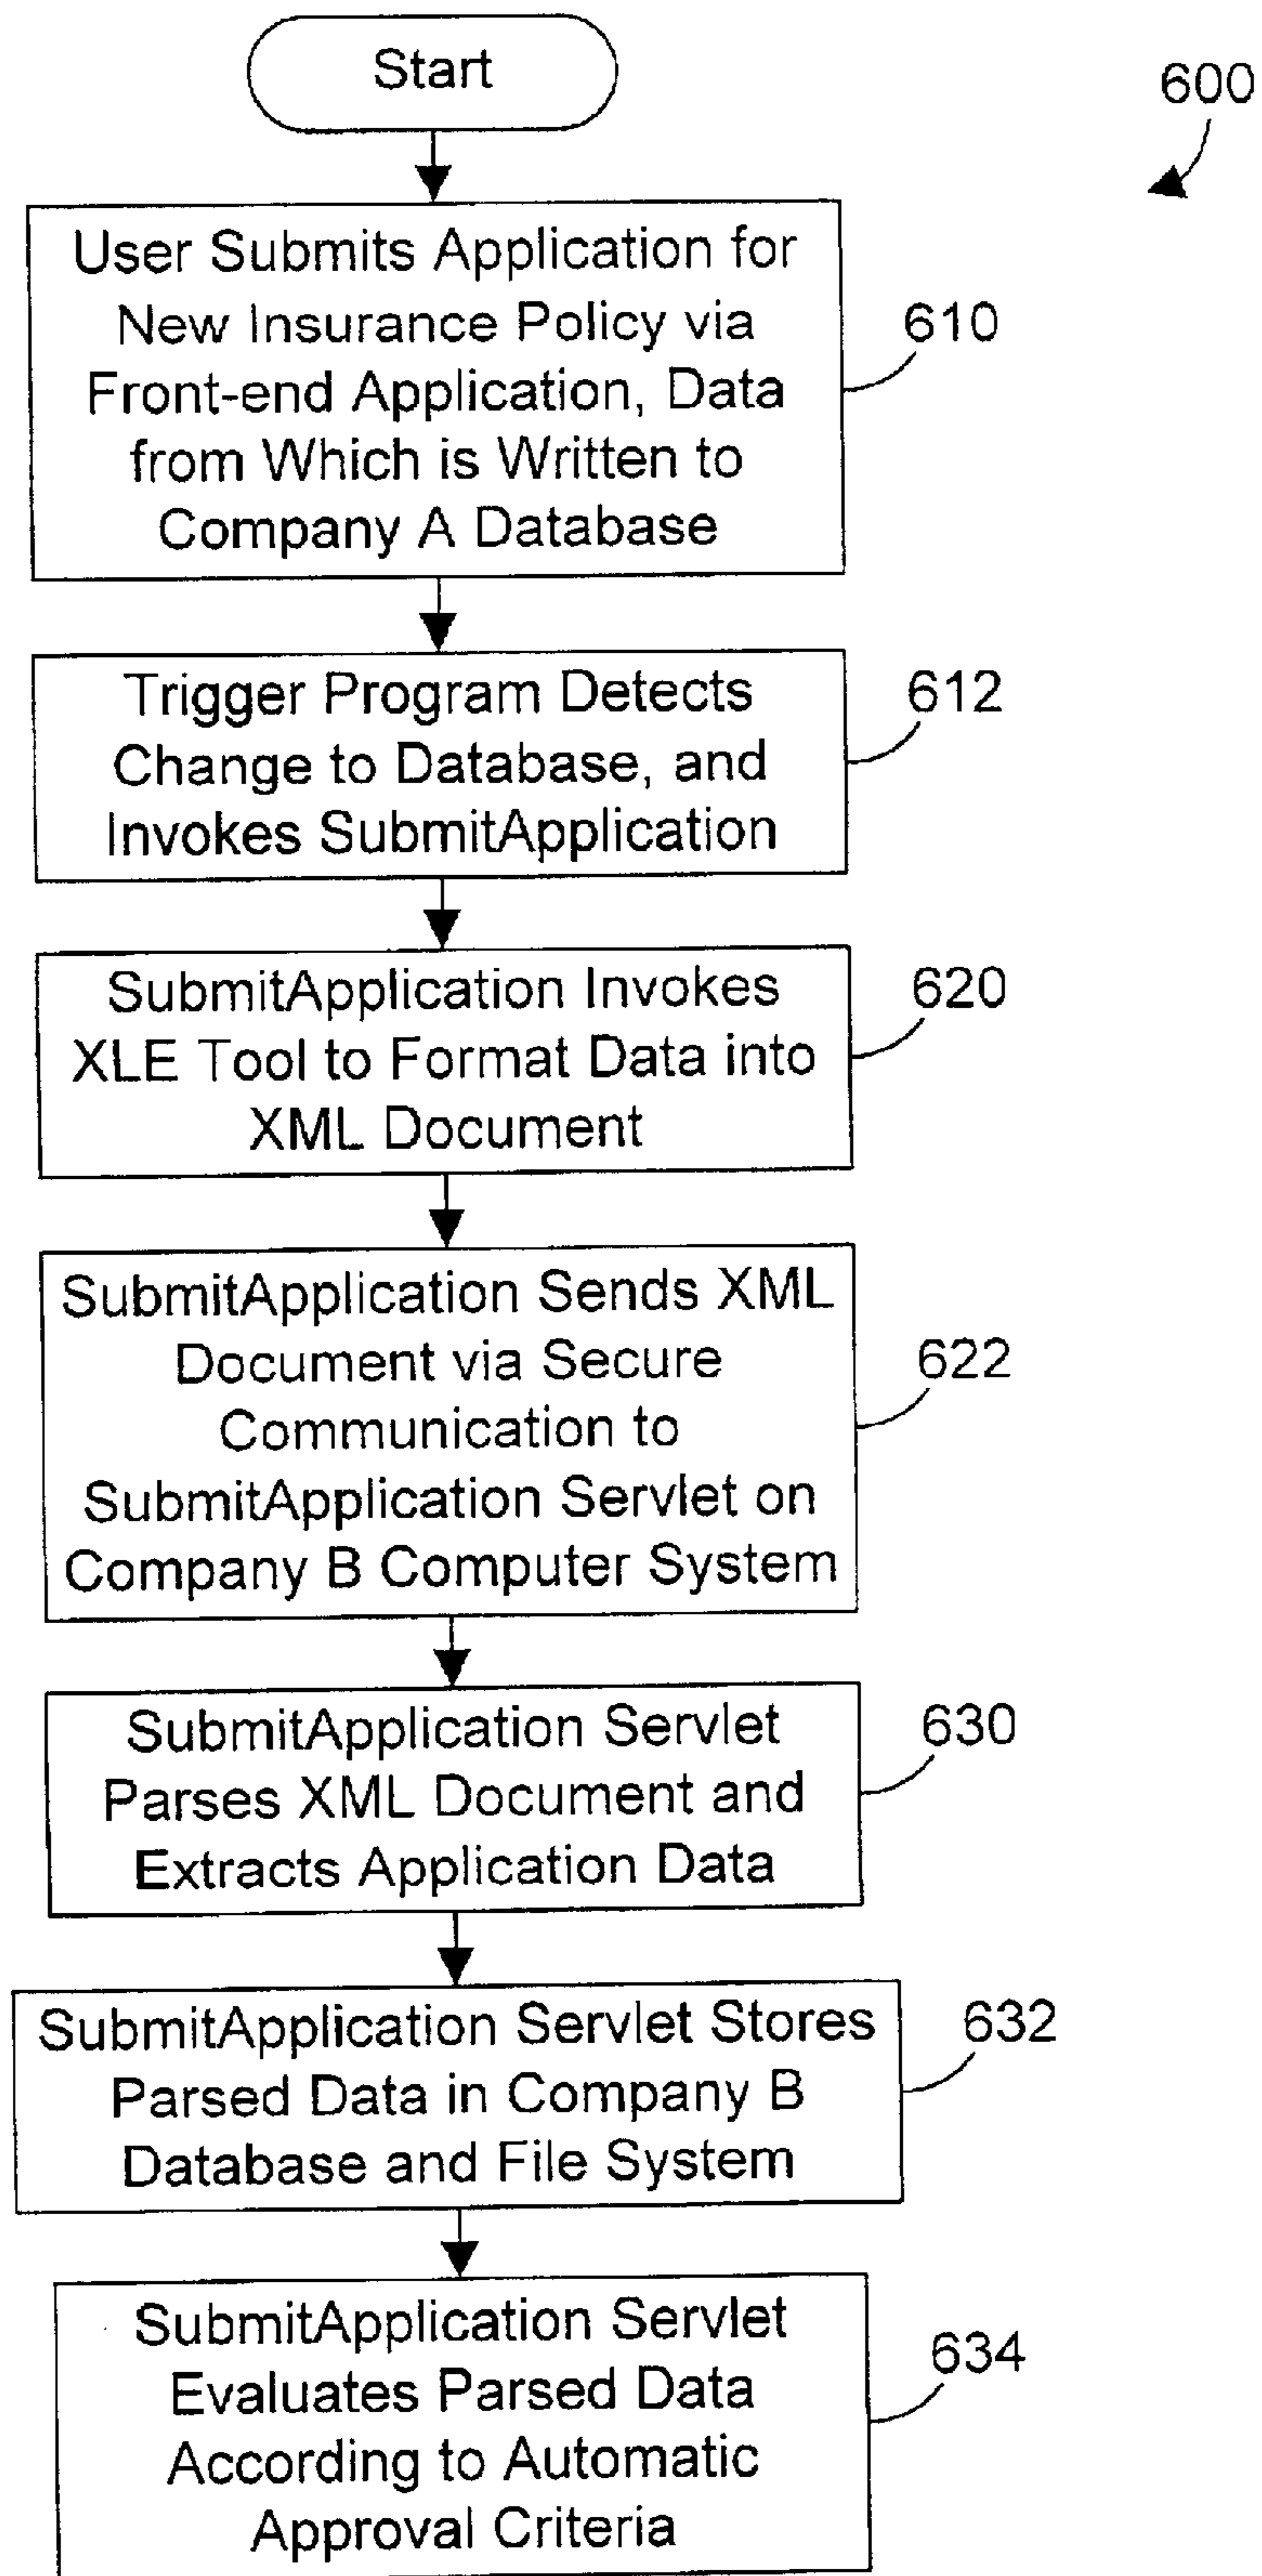 Start
600
User Submits Application for
New Insurance Policy via
Front-end Application, Data
from Which is Written to
Company A Database
610
Trigger Program Detects
Change to Database, and
Invokes SubmitApplication
612
SubmitApplication Invokes
XLE Tool to Format Data into
XML Document
620
SubmitApplication Sends XML
Document via Secure
Communication to
SubmitApplication Servlet on
Company B Computer System
622
SubmitApplication Servlet
Parses XML Document and
Extracts Application Data
630
SubmitApplication Servlet Stores
Parsed Data in Company B
Database and File System
632
SubmitApplication Servlet
Evaluates Parsed Data
According to Automatic
Approval Criteria
634